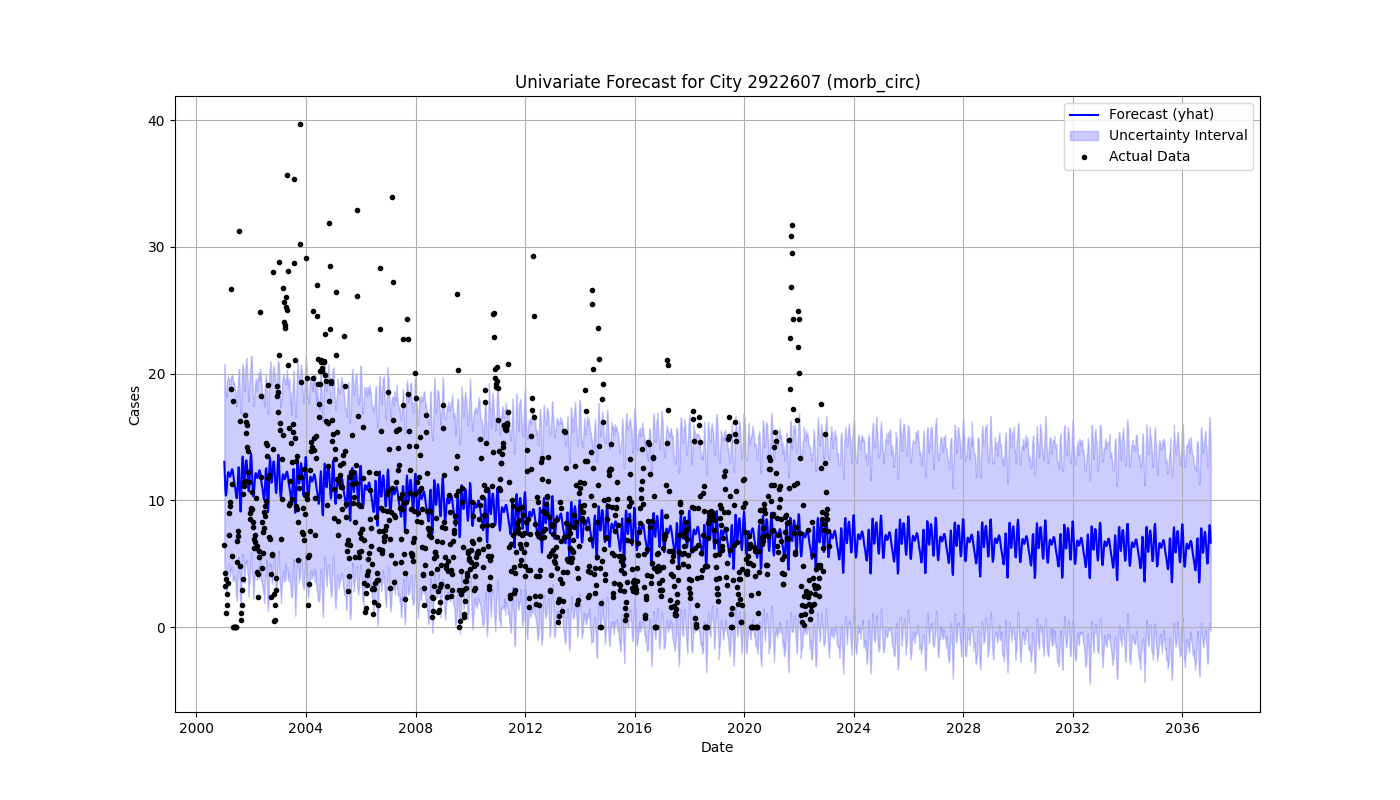 Univariate Forecast for City 2922607 (morb_circ)
Forecast (yhat)
Uncertainty Interval
Actual Data
Cases
40
30
20
10
0
2000 2004 2008 2012 2016 2020 2024 2028 2032 2036
Date